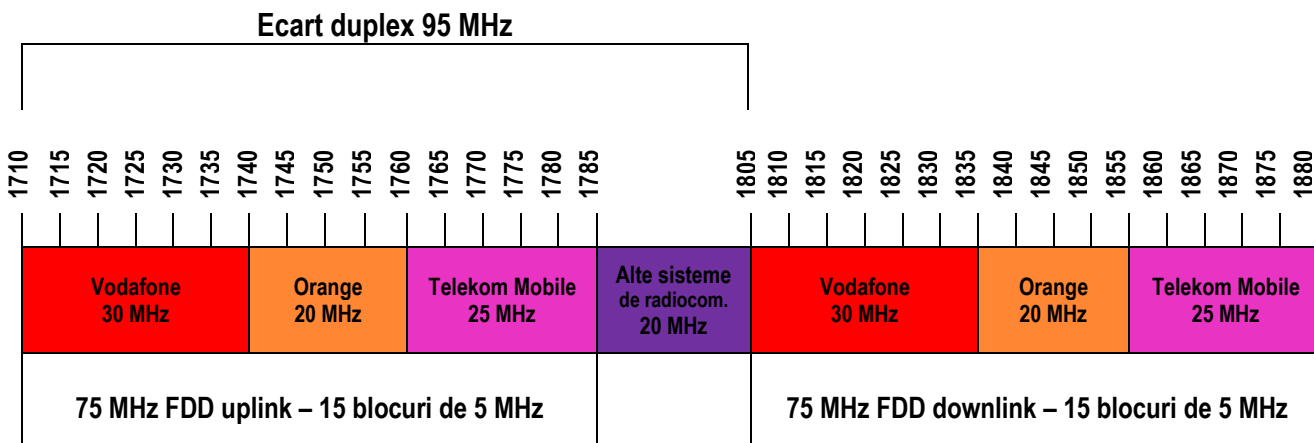 Ecart duplex 95 MHz
1710 1715 1720 1725 1730 1735 1740 1745 1750 1755 1760 1765 1770 1775 1780 1785 1805 1810 1815 1820 1825 1830 1835 1840 1845 1850 1855 1860 1865 1870 1875 1880
Vodafone
30 MHz
Orange
20 MHz
Telekom Mobile
25 MHz
Alte sisteme
de radiocom.
20 MHz
Vodafone
30 MHz
Orange
20 MHz
Telekom Mobile
25 MHz
75 MHz FDD uplink – 15 blocuri de 5 MHz
75 MHz FDD downlink – 15 blocuri de 5 MHz